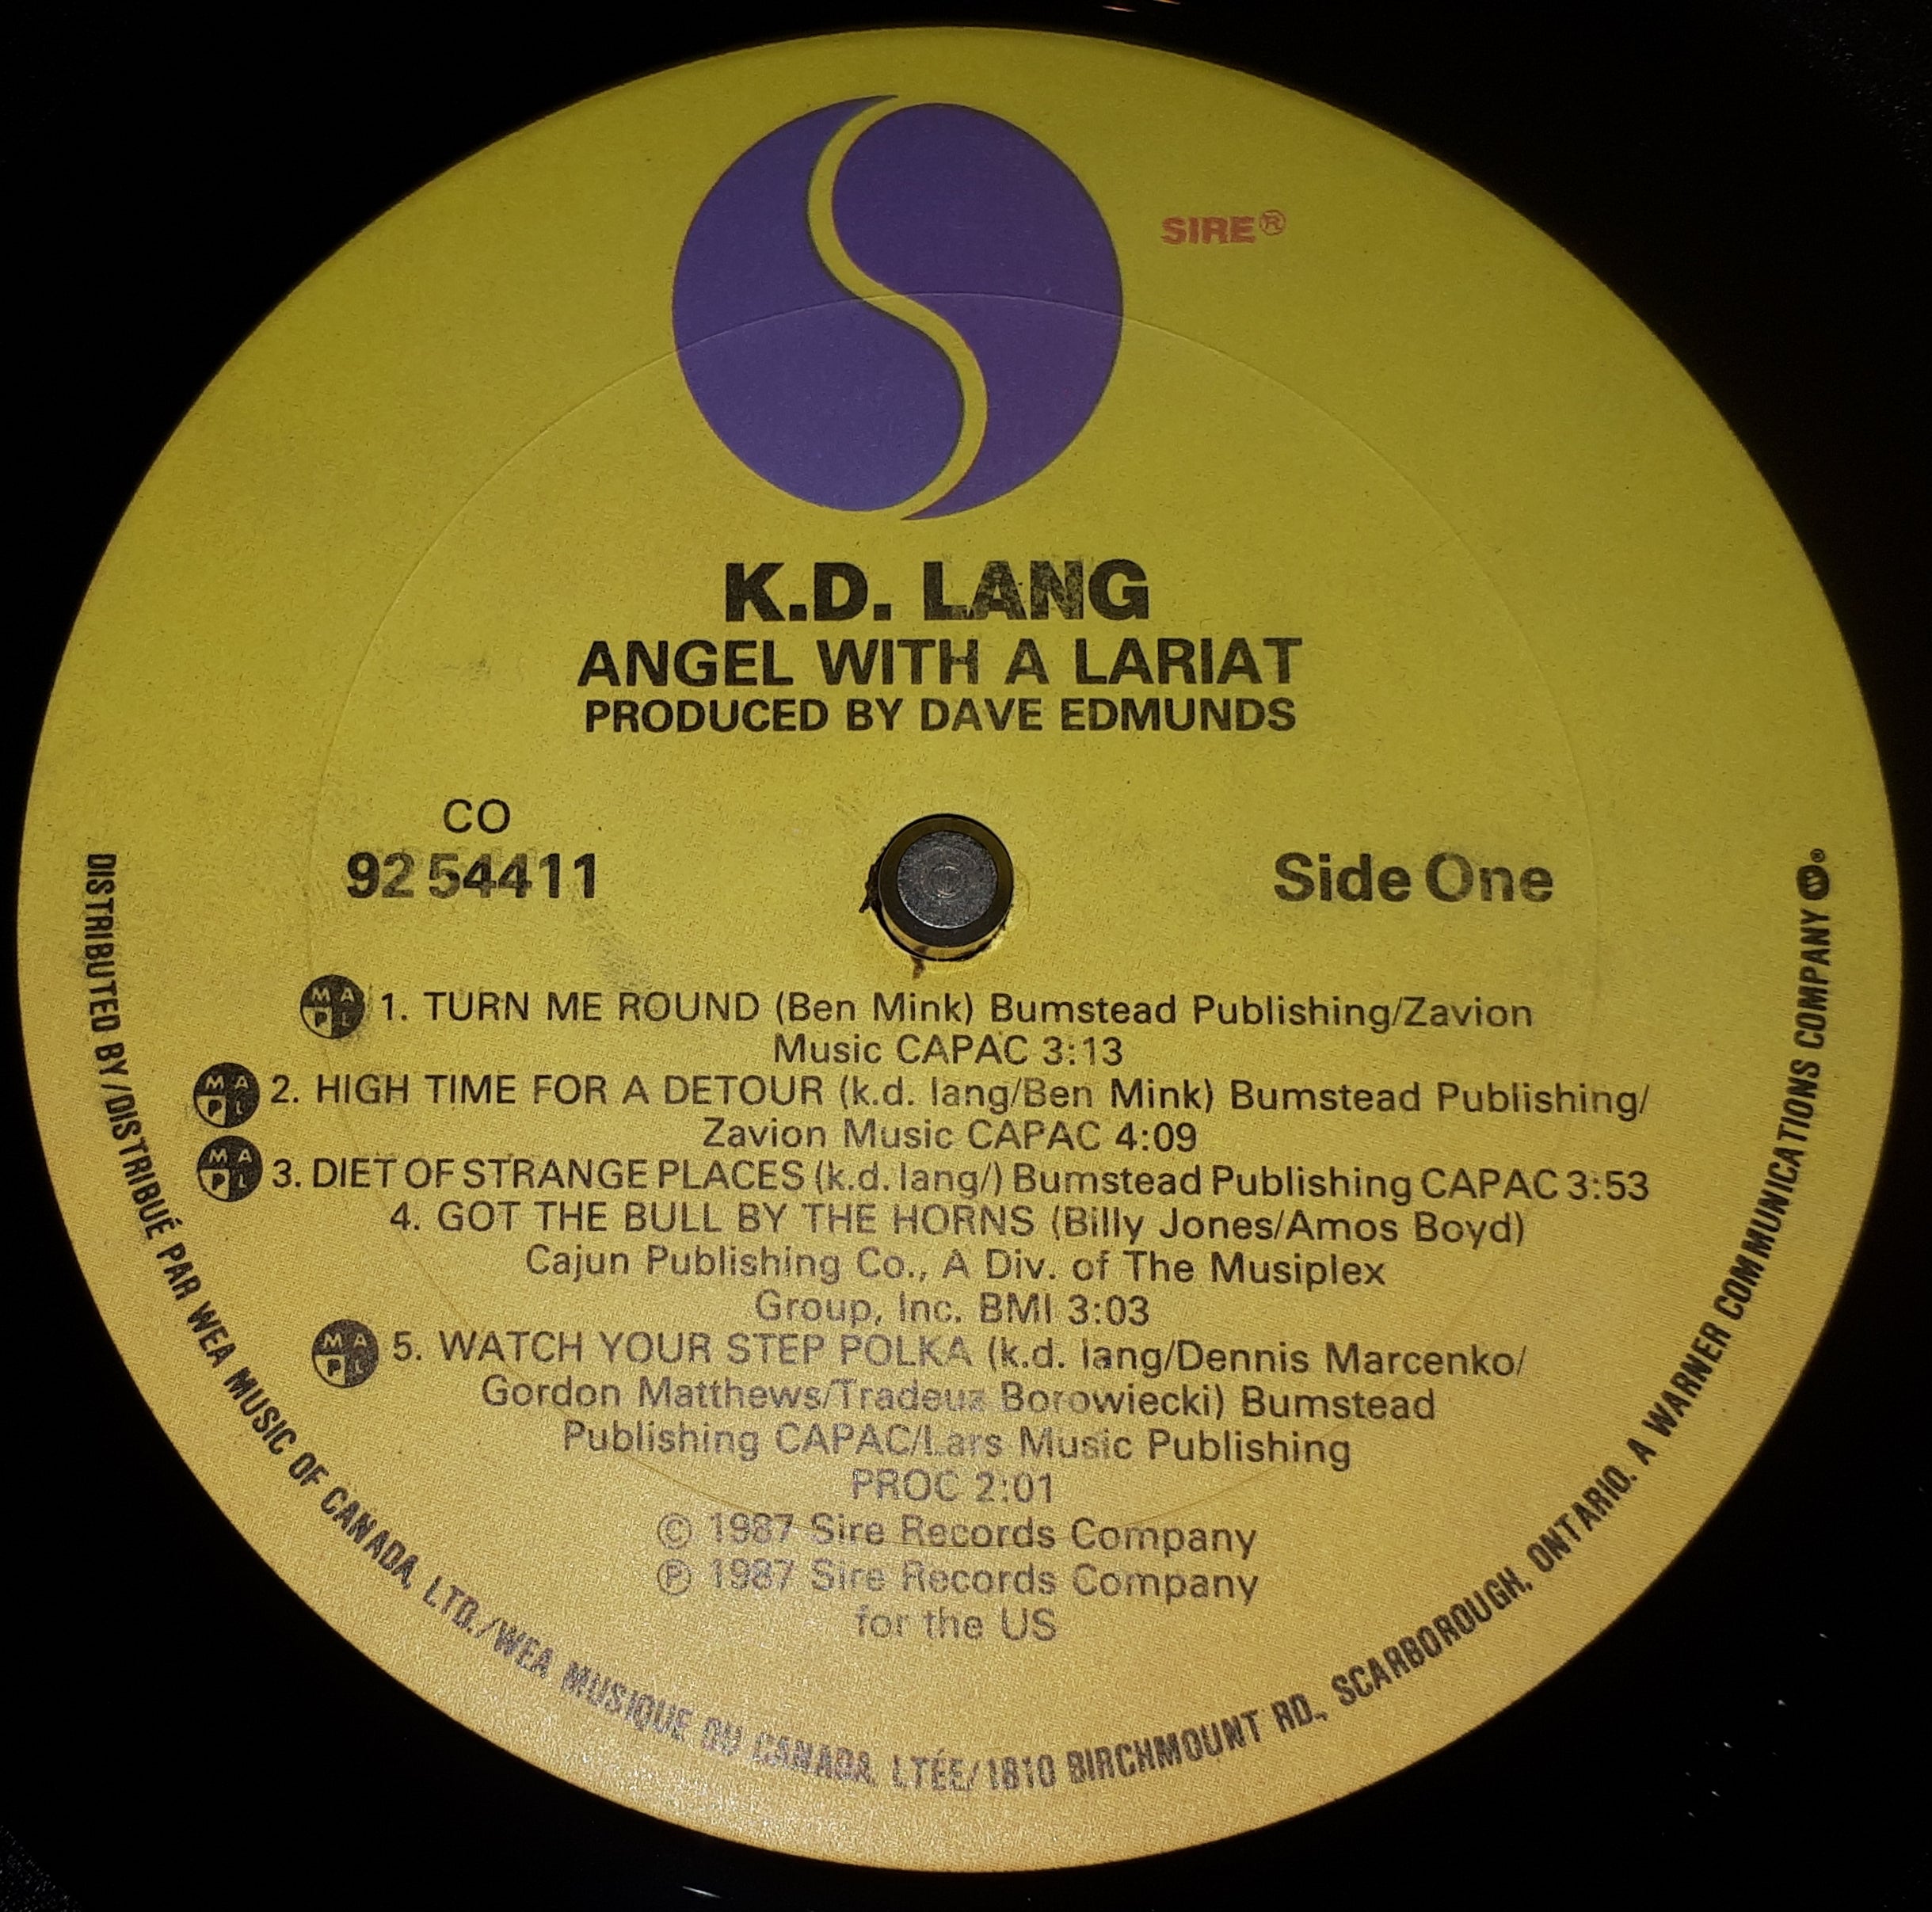 SIRE®
K.D. LANG
ANGEL WITH A LARIAT
PRODUCED BY DAVE EDMUNDS
CO
92 54411
Side One
MAPL 1. TURN ME ROUND (Ben Mink) Bumstead Publishing/Zavion
Music CAPAC 3:13
MAPL 2. HIGH TIME FOR A DETOUR (k.d. lang/Ben Mink) Bumstead Publishing/
Zavion Music CAPAC 4:09
MAPL 3. DIET OF STRANGE PLACES (k.d. lang/) Bumstead Publishing CAPAC 3:53
4. GOT THE BULL BY THE HORNS (Billy Jones/Amos Boyd)
Cajun Publishing Co., A Div. of The Musiplex
Group, Inc. BMI 3:03
MAPL 5. WATCH YOUR STEP POLKA (k.d. lang/Dennis Marcenko/
Gordon Matthews/Tradeuz Borowiecki) Bumstead
Publishing CAPAC/Lars Music Publishing
PROC 2:01
© 1987 Sire Records Company
℗ 1987 Sire Records Company
for the US
DISTRIBUTED BY/DISTRIBUÉ PAR WEA MUSIC OF CANADA, LTD./WEA MUSIQUE DU CANADA, LTÉE/1810 BIRCHMOUNT RD., SCARBOROUGH, ONTARIO. A WARNER COMMUNICATIONS COMPANY ®